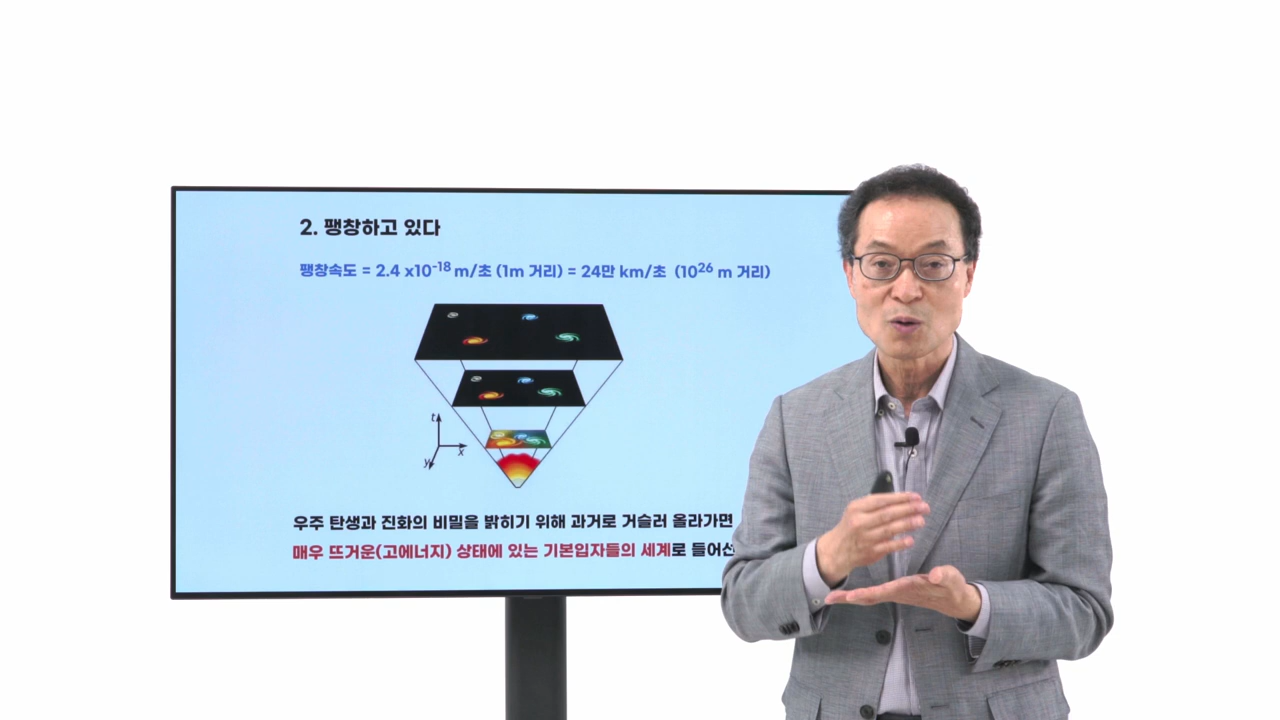 2. 팽창하고 있다
팽창속도 = 2.4 x10⁻¹⁸ m/초 (1m 거리) = 24만 km/초 (10²⁶ m 거리)
t
x
y
우주 탄생과 진화의 비밀을 밝히기 위해 과거로 거슬러 올라가면
매우 뜨거운(고에너지) 상태에 있는 기본입자들의 세계로